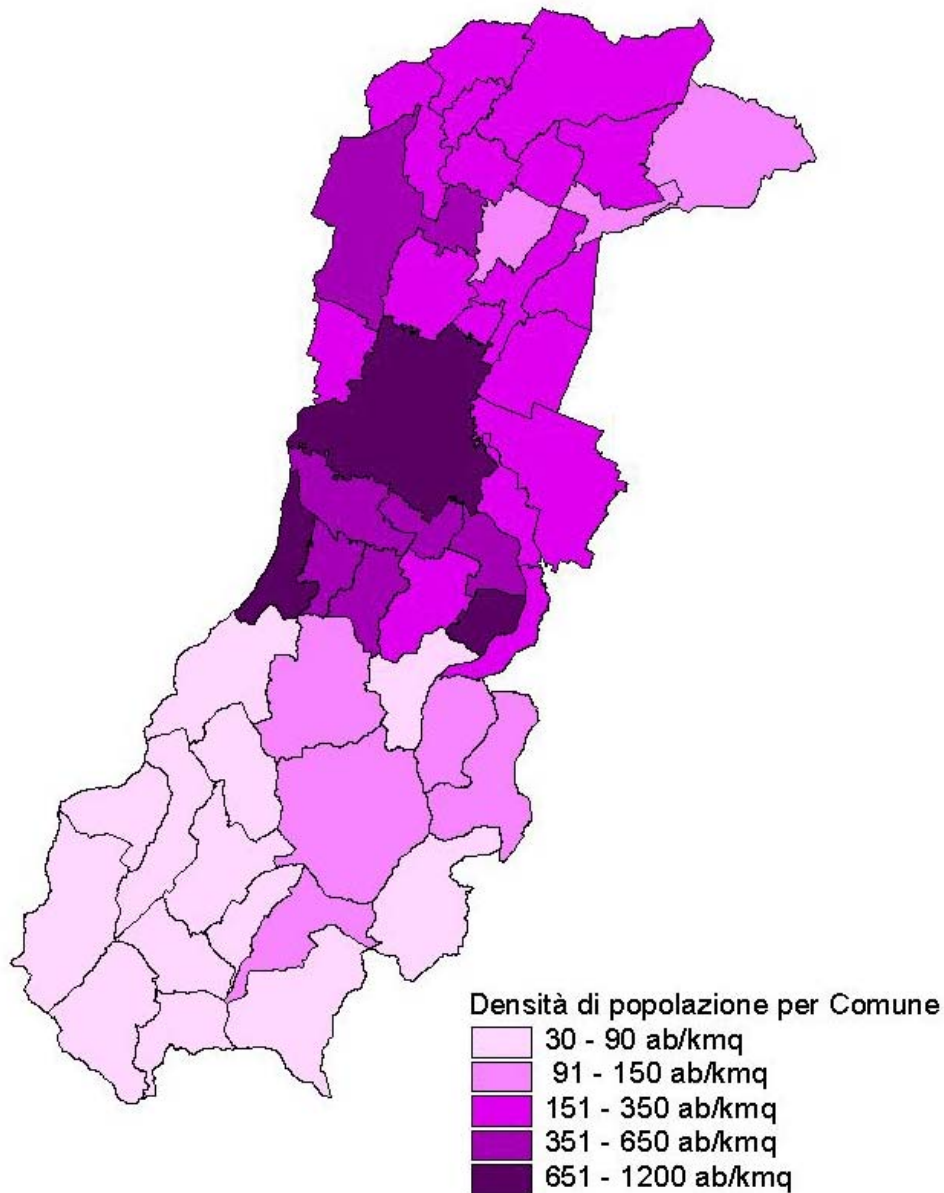 Densità di popolazione per Comune
30 - 90 ab/kmq
91 - 150 ab/kmq
151 - 350 ab/kmq
351 - 650 ab/kmq
651 - 1200 ab/kmq